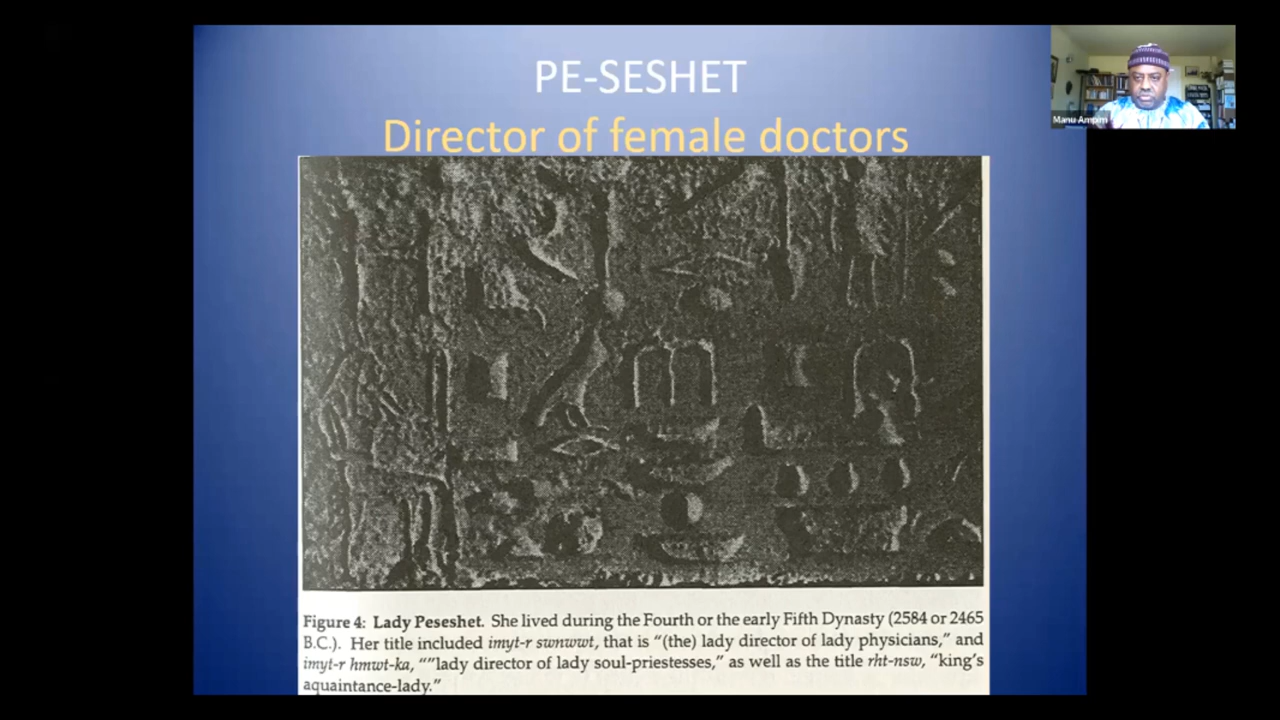 PE-SESHET
Director of female doctors
Manu Ampim
Figure 4: Lady Peseshet. She lived during the Fourth or the early Fifth Dynasty (2584 or 2465
B.C.). Her title included imyt-r swnwwt, that is “(the) lady director of lady physicians,” and
imyt-r hmwt-ka, “”lady director of lady soul-priestesses,” as well as the title rht-nsw, “king’s
aquaintance-lady.”